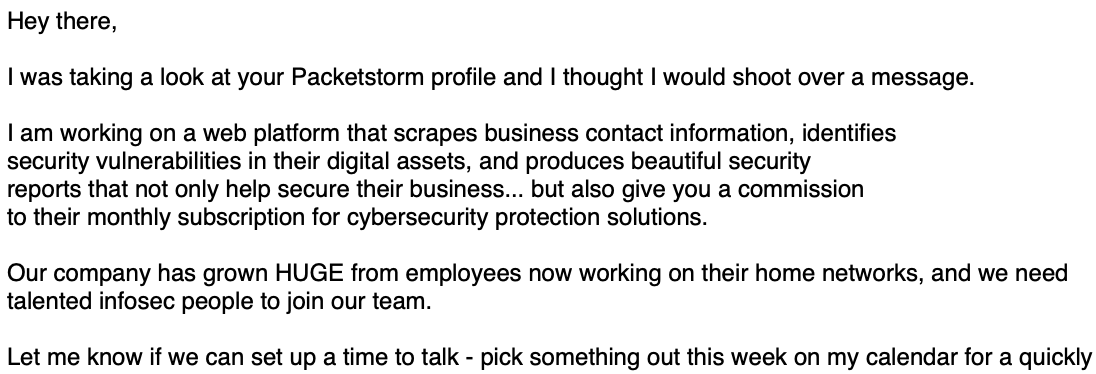 Hey there,
I was taking a look at your Packetstorm profile and I thought I would shoot over a message.
I am working on a web platform that scrapes business contact information, identifies
security vulnerabilities in their digital assets, and produces beautiful security
reports that not only help secure their business... but also give you a commission
to their monthly subscription for cybersecurity protection solutions.
Our company has grown HUGE from employees now working on their home networks, and we need
talented infosec people to join our team.
Let me know if we can set up a time to talk - pick something out this week on my calendar for a quickly